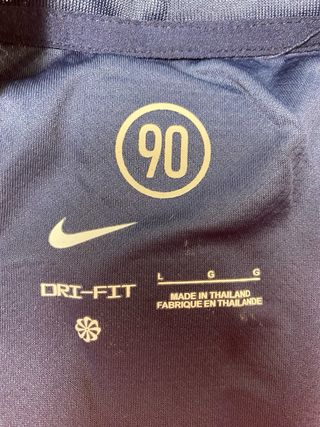 90
DRI-FIT
L G G
MADE IN THAILAND
FABRIQUE EN THAILANDE